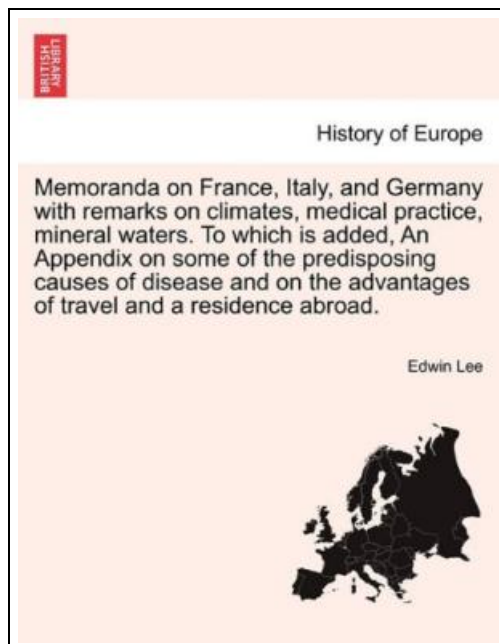 BRITISH
LIBRARY
History of Europe
Memoranda on France, Italy, and Germany
with remarks on climates, medical practice,
mineral waters. To which is added, An
Appendix on some of the predisposing
causes of disease and on the advantages
of travel and a residence abroad.
Edwin Lee